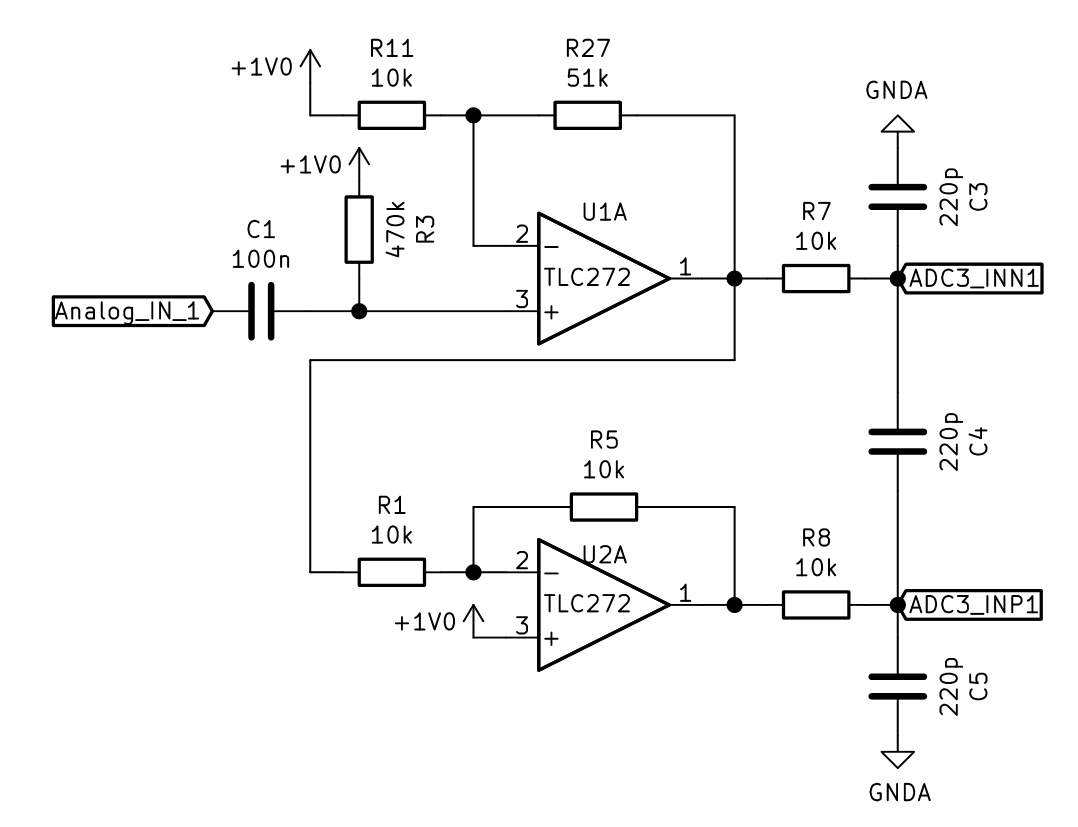 R11
10k
R27
51k
+1V0
GNDA
+1V0
470k
R3
220p
C3
C1
100n
U1A
R7
10k
2
−
TLC272
1
3
+
Analog_IN_1
ADC3_INN1
220p
C4
R5
10k
R1
10k
U2A
R8
10k
2
−
TLC272
1
+1V0
3
+
ADC3_INP1
220p
C5
GNDA